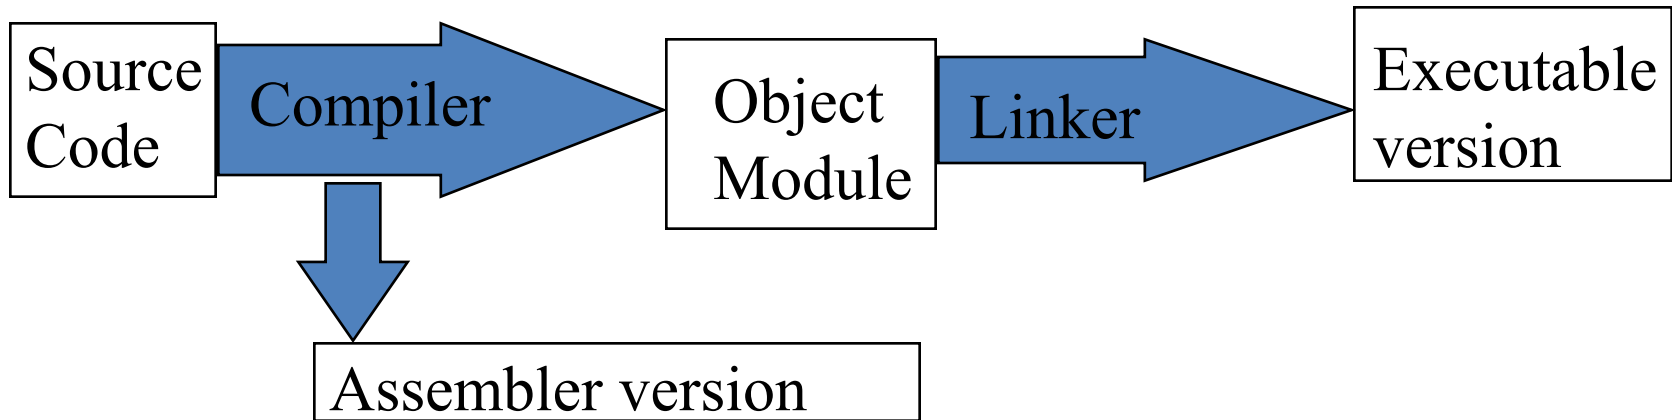 Source
Code
Compiler
Object
Module
Linker
Executable
version
Assembler version